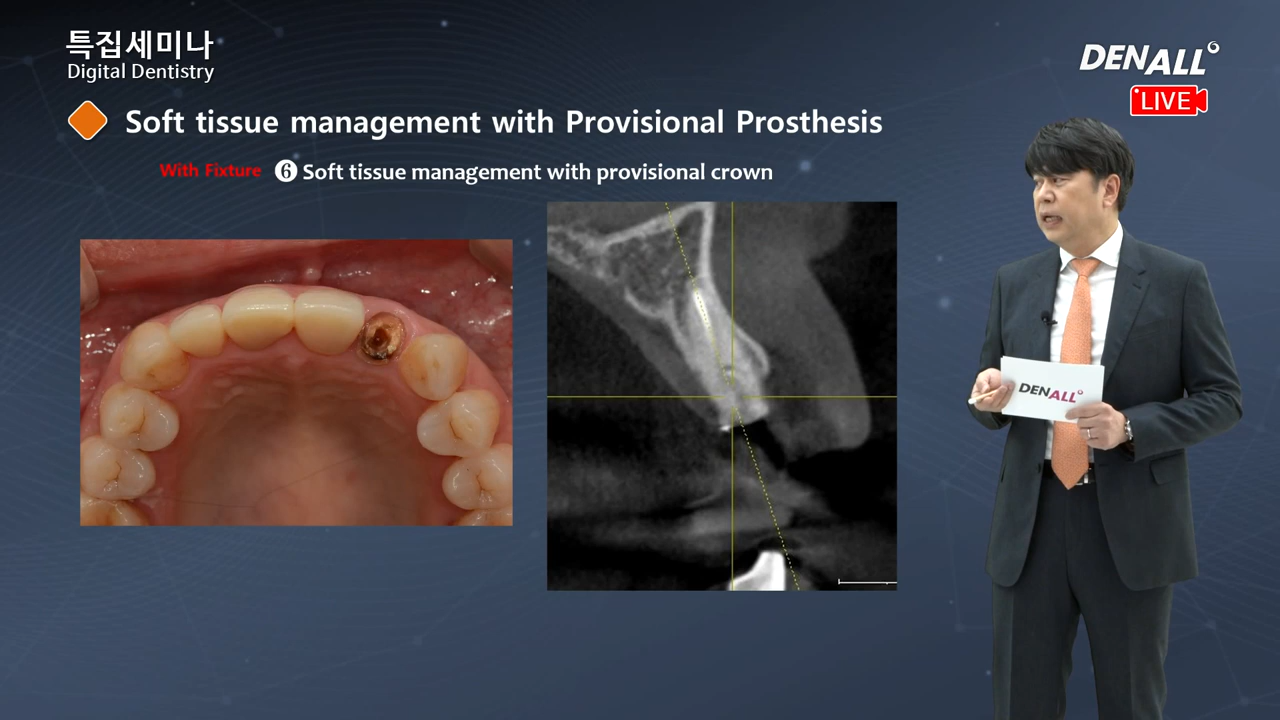 특집세미나
Digital Dentistry
DENALL
LIVE
Soft tissue management with Provisional Prosthesis
With Fixture ❻ Soft tissue management with provisional crown
DENALL